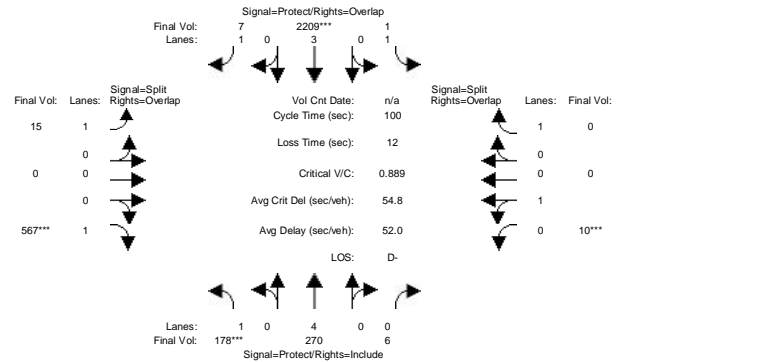 Signal=Protect/Rights=Overlap
Final Vol: 7 2209*** 1
Lanes: 1 0 3 0 1
Signal=Split Signal=Split
Final Vol: Lanes: Rights=Overlap Vol Cnt Date: n/a Rights=Overlap Lanes: Final Vol:
Cycle Time (sec): 100
15 1 1 0
Loss Time (sec): 12
0 0
0 0 Critical V/C: 0.889 0 0
0 Avg Crit Del (sec/veh): 54.8 1
567*** 1 Avg Delay (sec/veh): 52.0 0 10***
LOS: D-
Lanes: 1 0 4 0 0
Final Vol: 178*** 270 6
Signal=Protect/Rights=Include